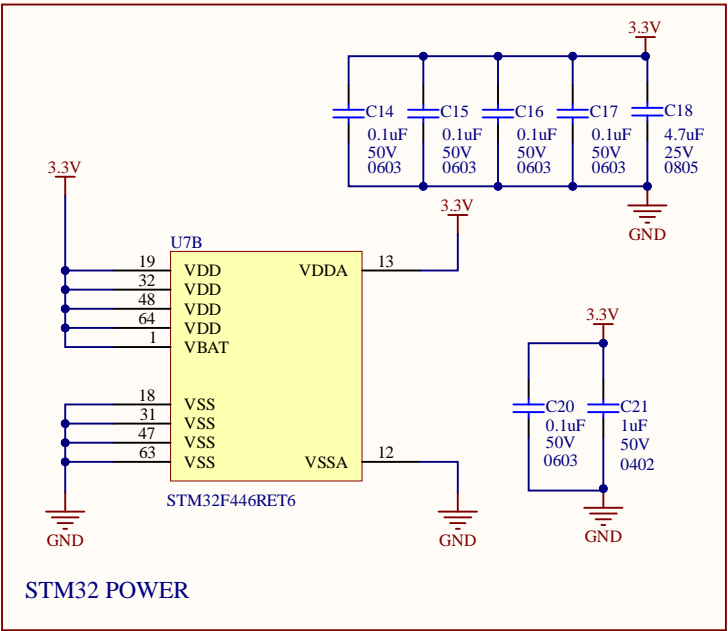 3.3V
C14
0.1uF
50V
0603
C15
0.1uF
50V
0603
C16
0.1uF
50V
0603
C17
0.1uF
50V
0603
C18
4.7uF
25V
0805
GND
3.3V
3.3V
U7B
19 VDD
32 VDD
48 VDD
64 VDD
1 VBAT
18 VSS
31 VSS
47 VSS
63 VSS
VDDA 13
VSSA 12
STM32F446RET6
GND
GND
3.3V
C20
0.1uF
50V
0603
C21
1uF
50V
0402
GND
STM32 POWER